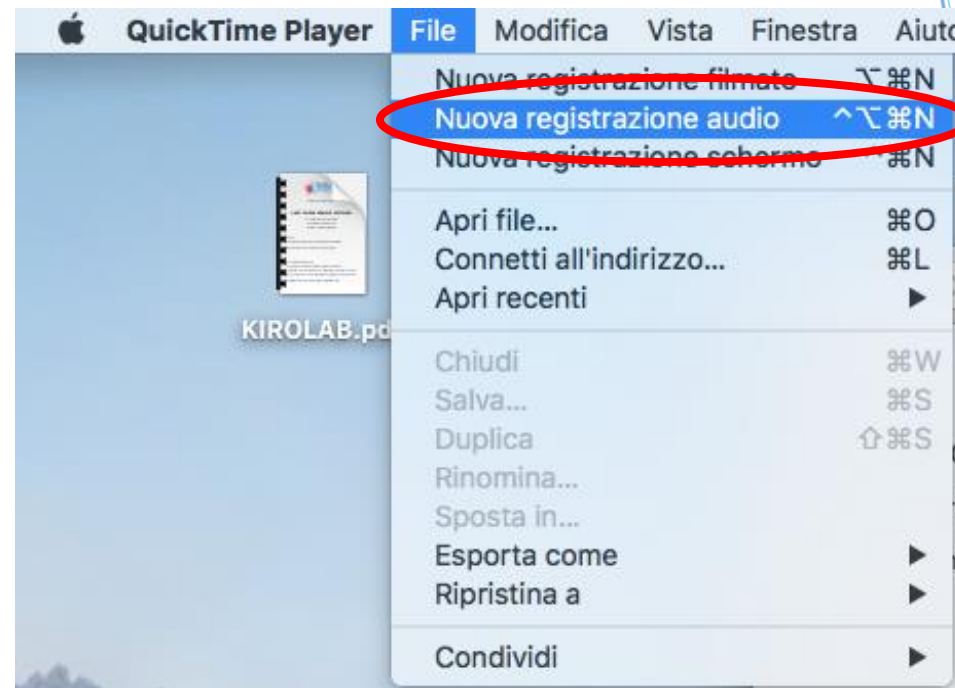 QuickTime Player File Modifica Vista Finestra Aiuto
Nuova registrazione filmato ⌥⌘N
Nuova registrazione audio ^⌥⌘N
Nuova registrazione schermo ^⌘N
Apri file... ⌘O
Connetti all'indirizzo... ⌘L
Apri recenti ▶
KIROLAB.pd
Chiudi ⌘W
Salva... ⌘S
Duplica ⇧⌘S
Rinomina...
Sposta in...
Esporta come ▶
Ripristina a ▶
Condividi ▶